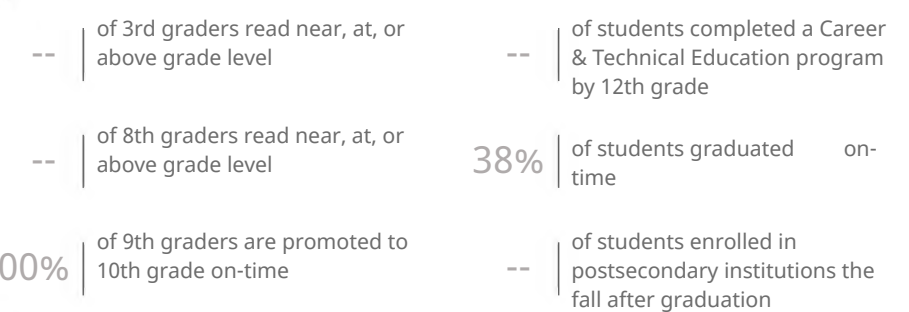 --
of 3rd graders read near, at, or
above grade level
--
of 8th graders read near, at, or
above grade level
00%
of 9th graders are promoted to
10th grade on-time
--
of students completed a Career
& Technical Education program
by 12th grade
38%
of students graduated on-
time
--
of students enrolled in
postsecondary institutions the
fall after graduation